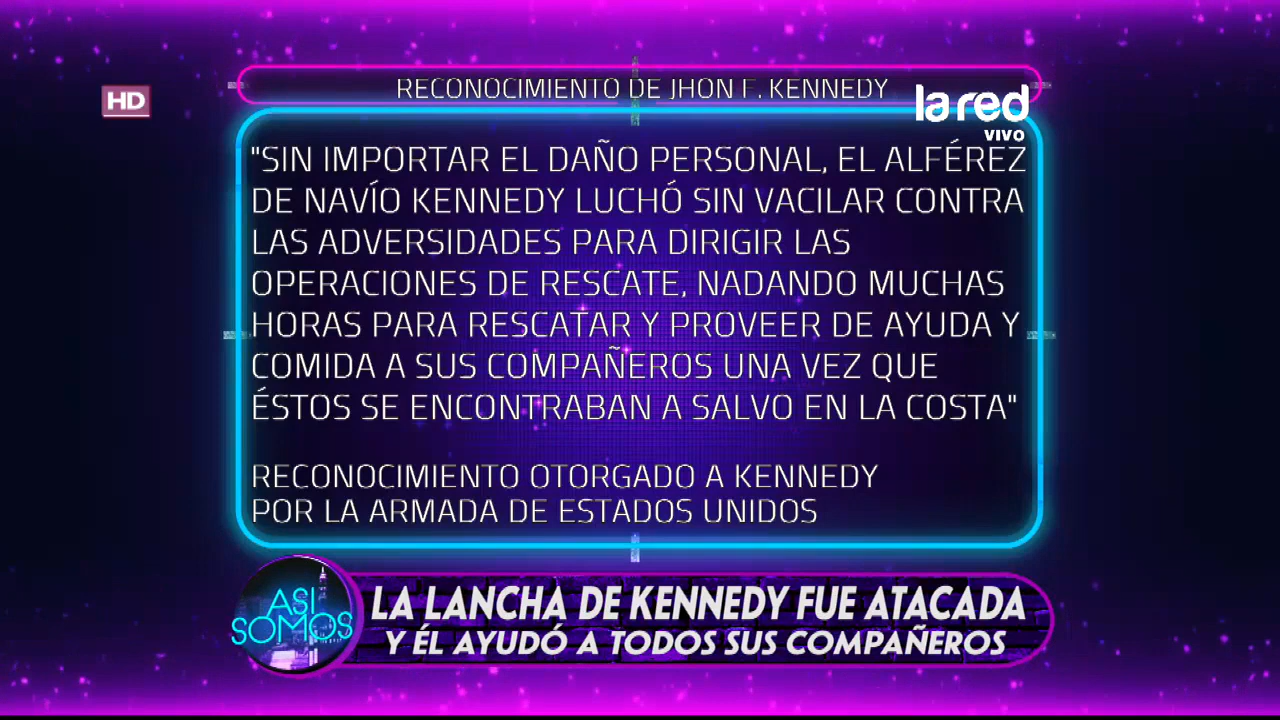 HD
RECONOCIMIENTO DE JHON F. KENNEDY
la red
VIVO
"SIN IMPORTAR EL DAÑO PERSONAL, EL ALFÉREZ
DE NAVÍO KENNEDY LUCHÓ SIN VACILAR CONTRA
LAS ADVERSIDADES PARA DIRIGIR LAS
OPERACIONES DE RESCATE, NADANDO MUCHAS
HORAS PARA RESCATAR Y PROVEER DE AYUDA Y
COMIDA A SUS COMPAÑEROS UNA VEZ QUE
ÉSTOS SE ENCONTRABAN A SALVO EN LA COSTA"
RECONOCIMIENTO OTORGADO A KENNEDY
POR LA ARMADA DE ESTADOS UNIDOS
ASI
SOMOS
LA LANCHA DE KENNEDY FUE ATACADA
Y ÉL AYUDÓ A TODOS SUS COMPAÑEROS